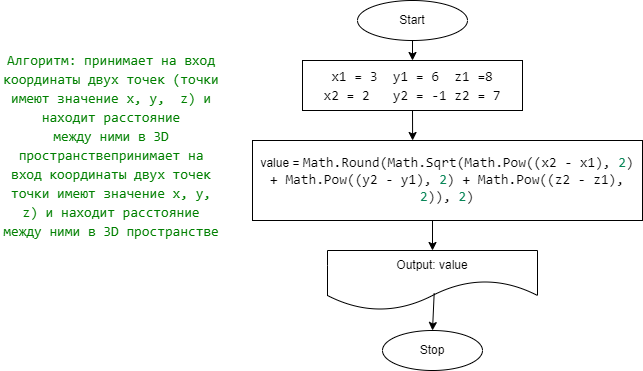 Start
Алгоритм: принимает на вход
координаты двух точек (точки
имеют значение x, y,  z) и
находит расстояние
между ними в 3D
пространствепринимает на
вход координаты двух точек
точки имеют значение x, y,
z) и находит расстояние
между ними в 3D пространстве
x1 = 3  y1 = 6  z1 =8
x2 = 2   y2 = -1 z2 = 7
value = Math.Round(Math.Sqrt(Math.Pow((x2 - x1), 2)
+ Math.Pow((y2 - y1), 2) + Math.Pow((z2 - z1),
2)), 2)
Output: value
Stop